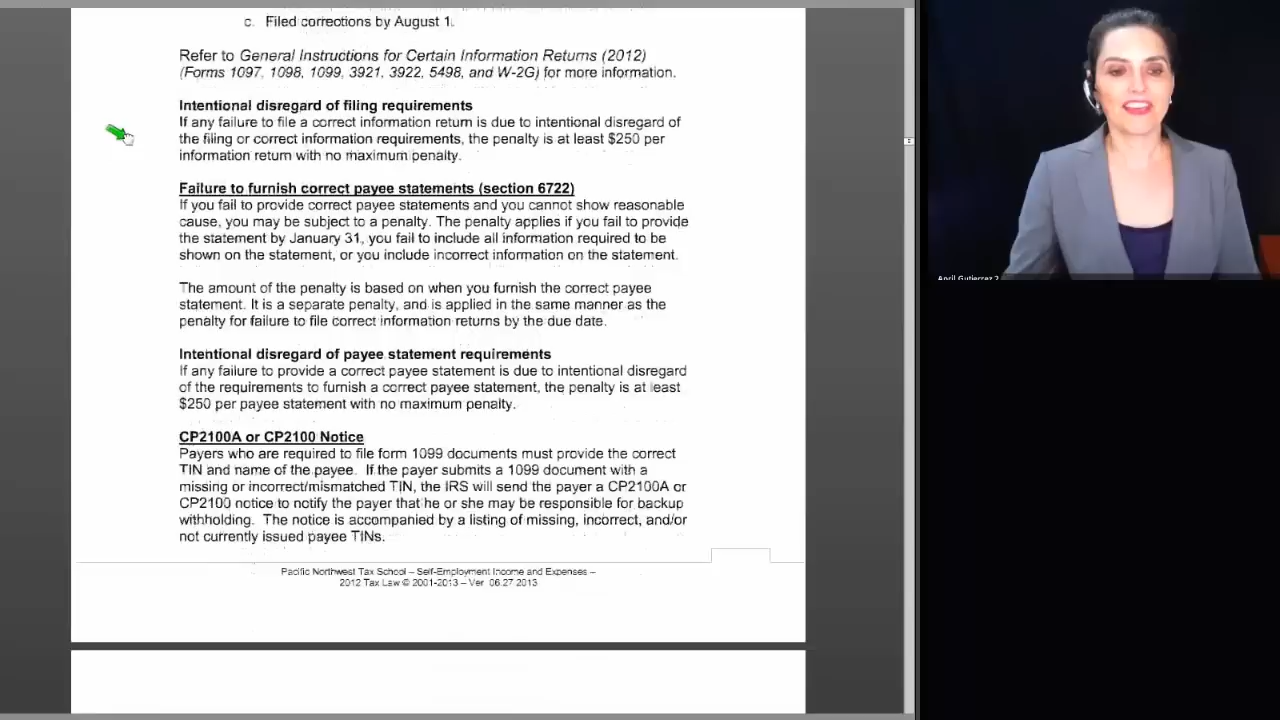 c. Filed corrections by August 1.
Refer to General Instructions for Certain Information Returns (2012)
(Forms 1097, 1098, 1099, 3921, 3922, 5498, and W-2G) for more information.
Intentional disregard of filing requirements
If any failure to file a correct information return is due to intentional disregard of
the filing or correct information requirements, the penalty is at least $250 per
information return with no maximum penalty.
Failure to furnish correct payee statements (section 6722)
If you fail to provide correct payee statements and you cannot show reasonable
cause, you may be subject to a penalty. The penalty applies if you fail to provide
the statement by January 31, you fail to include all information required to be
shown on the statement, or you include incorrect information on the statement.
The amount of the penalty is based on when you furnish the correct payee
statement. It is a separate penalty, and is applied in the same manner as the
penalty for failure to file correct information returns by the due date.
Intentional disregard of payee statement requirements
If any failure to provide a correct payee statement is due to intentional disregard
of the requirements to furnish a correct payee statement, the penalty is at least
$250 per payee statement with no maximum penalty.
CP2100A or CP2100 Notice
Payers who are required to file form 1099 documents must provide the correct
TIN and name of the payee. If the payer submits a 1099 document with a
missing or incorrect/mismatched TIN, the IRS will send the payer a CP2100A or
CP2100 notice to notify the payer that he or she may be responsible for backup
withholding. The notice is accompanied by a listing of missing, incorrect, and/or
not currently issued payee TINs.
Pacific Northwest Tax School – Self-Employment Income and Expenses –
2012 Tax Law © 2001-2013 – Ver 06.27.2013
April Gutierrez 2